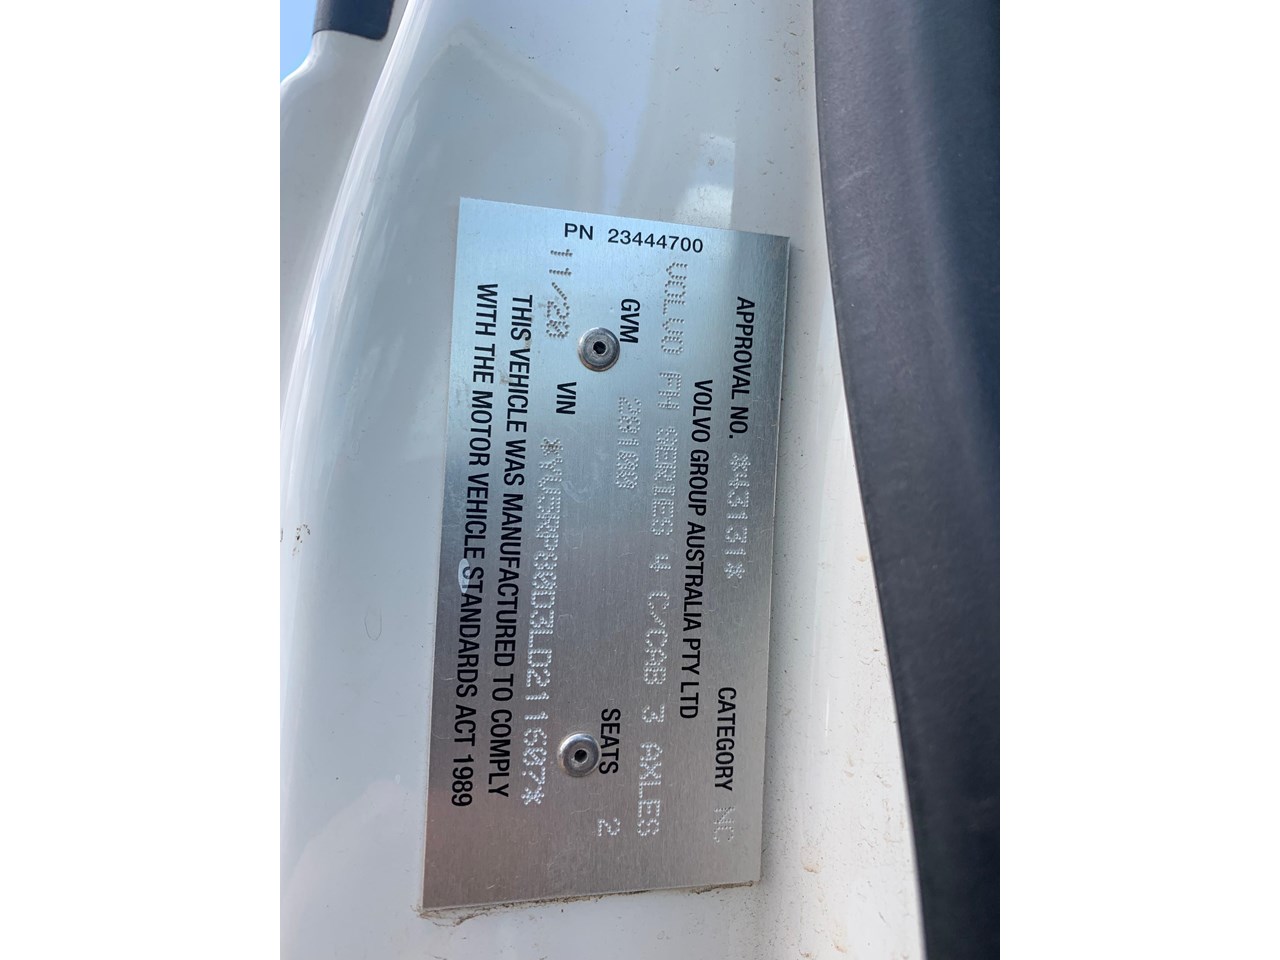 PN 23444700
APPROVAL NO. *43131* CATEGORY NC
VOLVO GROUP AUSTRALIA PTY LTD
VOLVO FM SERIES 4 C/CAB 3 AXLES
GVM 28100 SEATS 2
11/20 VIN
THIS VEHICLE WAS MANUFACTURED TO COMPLY
WITH THE MOTOR VEHICLE STANDARDS ACT 1989